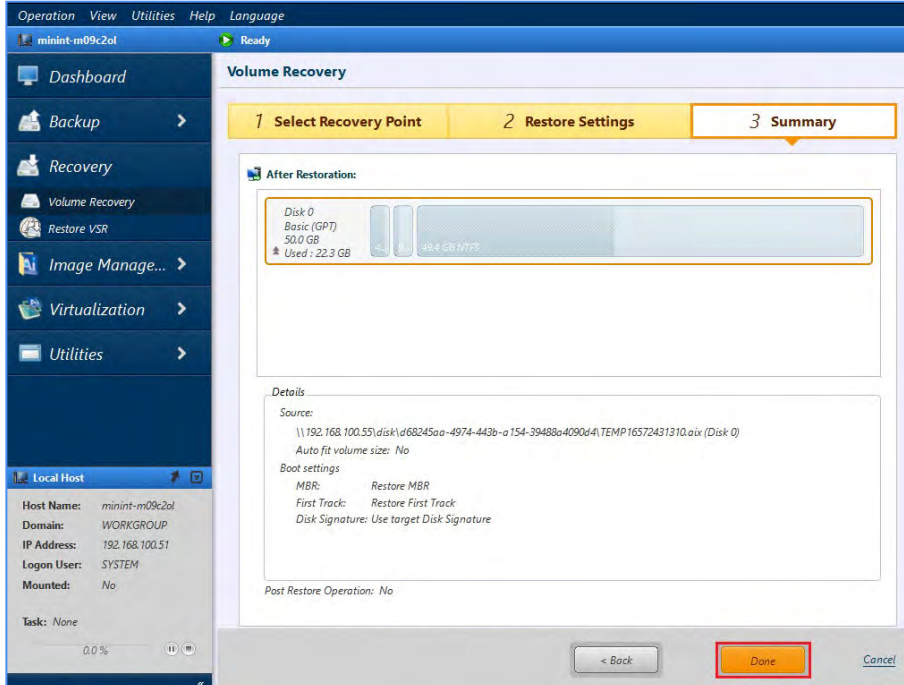 Operation View Utilities Help Language
minint-m09c2ol
Ready
Dashboard
Backup
Recovery
Volume Recovery
Restore VSR
Image Manage...
Virtualization
Utilities
Volume Recovery
1 Select Recovery Point
2 Restore Settings
3 Summary
After Restoration:
Disk 0
Basic (GPT)
50.0 GB
Used : 22.3 GB
49.4 GB NTFS
Details
Source:
\\192.168.100.55\disk\d68245aa-4974-443b-a154-39488a4090d4\TEMP16572431310.aix (Disk 0)
Auto fit volume size: No
Boot settings
MBR: Restore MBR
First Track: Restore First Track
Disk Signature: Use target Disk Signature
Post Restore Operation: No
Local Host
Host Name: minint-m09c2ol
Domain: WORKGROUP
IP Address: 192.168.100.51
Logon User: SYSTEM
Mounted: No
Task: None
0.0 %
< Back
Done
Cancel